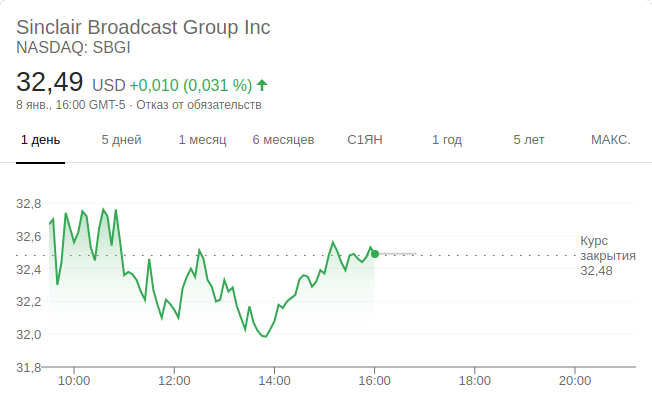 Sinclair Broadcast Group Inc
NASDAQ: SBGI
32,49 USD +0,010 (0,031 %)
8 янв., 16:00 GMT-5 · Отказ от обязательств
1 день 5 дней 1 месяц 6 месяцев С1ЯН 1 год 5 лет МАКС.
32,8
32,6
32,4
32,2
32,0
31,8
Курс
закрытия
32,48
10:00 12:00 14:00 16:00 18:00 20:00